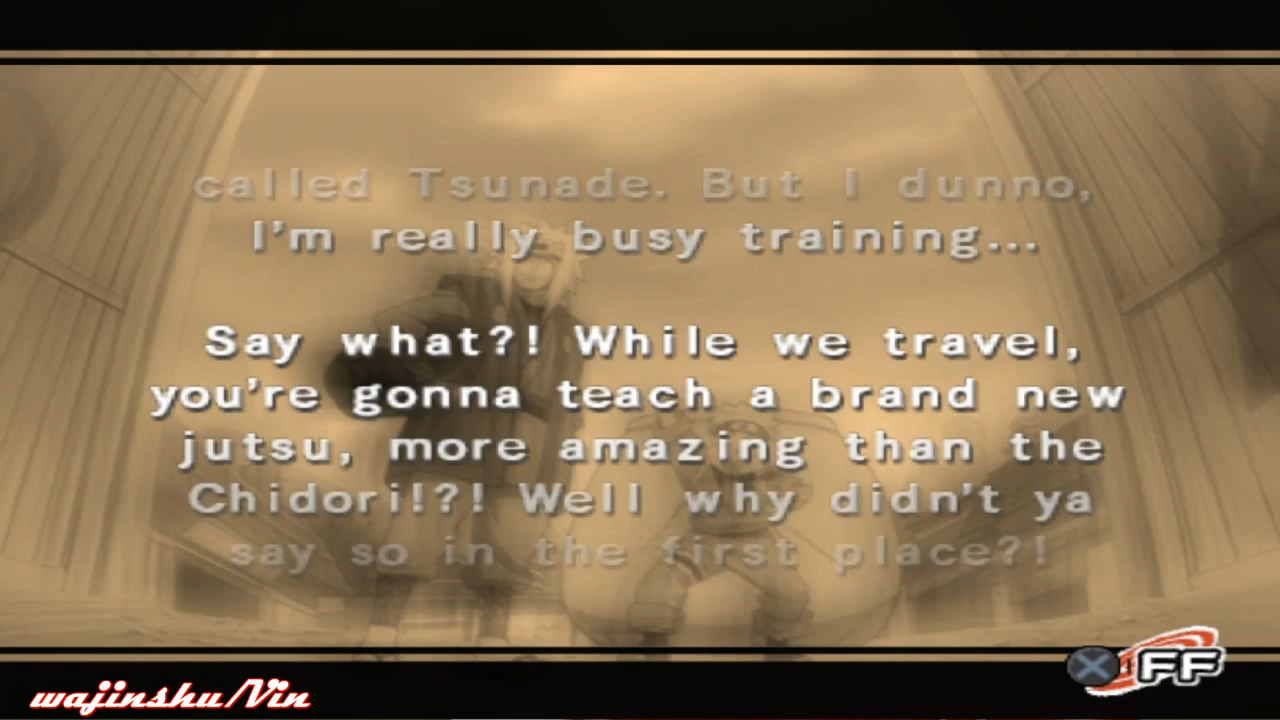 called Tsunade. But I dunno,
I'm really busy training...
Say what?! While we travel,
you're gonna teach a brand new
jutsu, more amazing than the
Chidori!?! Well why didn't ya
say so in the first place?!
FF
wajinshu/Vin